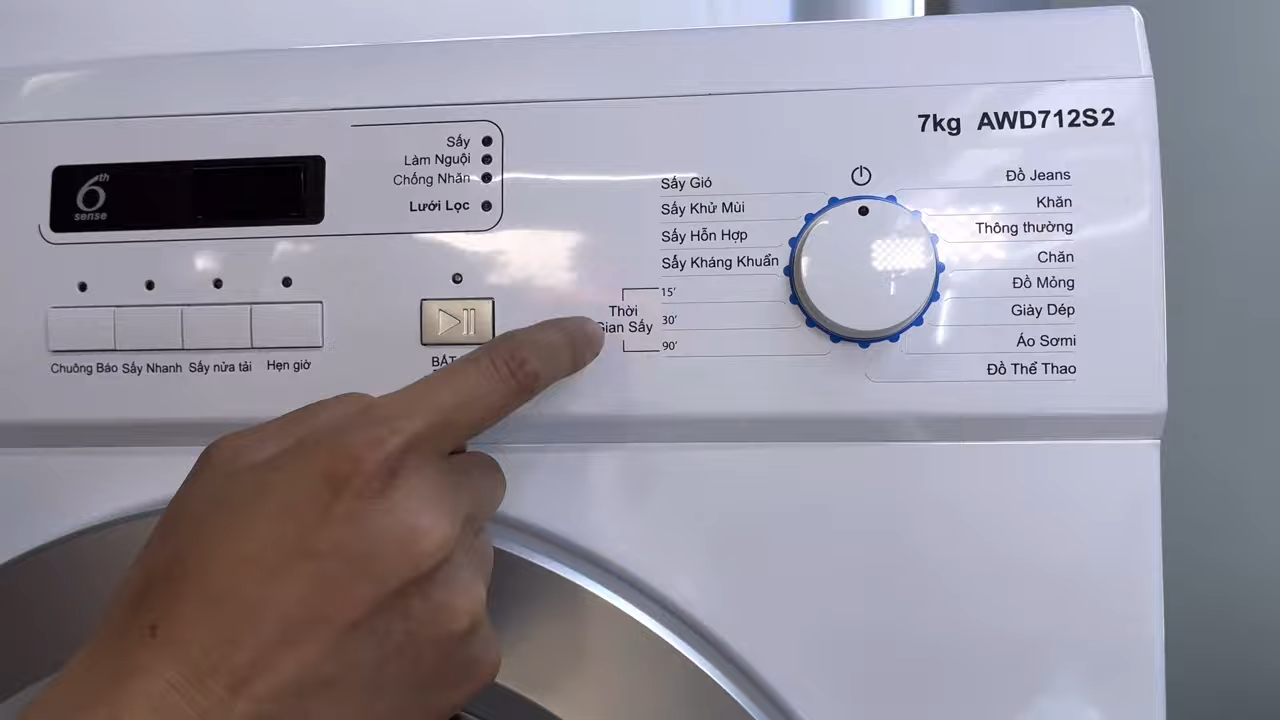 7kg AWD712S2
6th
sense
Sấy
Làm Nguội
Chống Nhăn
Lưới Lọc
Chuông Báo
Sấy Nhanh
Sấy nửa tải
Hẹn giờ
BẮT
Sấy Gió
Sấy Khử Mùi
Sấy Hỗn Hợp
Sấy Kháng Khuẩn
Thời
Gian Sấy
15'
30'
90'
Đồ Jeans
Khăn
Thông thường
Chăn
Đồ Mỏng
Giày Dép
Áo Sơmi
Đồ Thể Thao